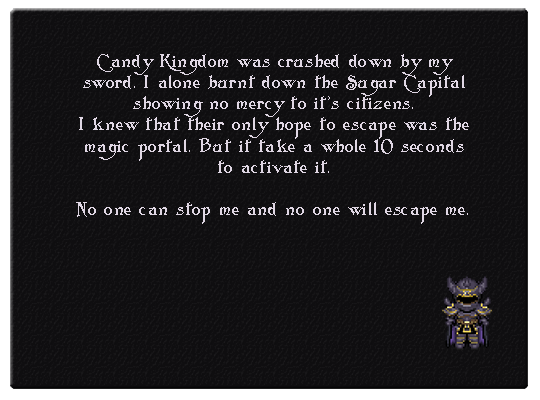 Candy Kingdom was crushed down by my
sword. I alone burnt down the Sugar Capital
showing no mercy to it's citizens.
I knew that their only hope to escape was the
magic portal. But it take a whole 10 seconds
to activate it.
No one can stop me and no one will escape me.